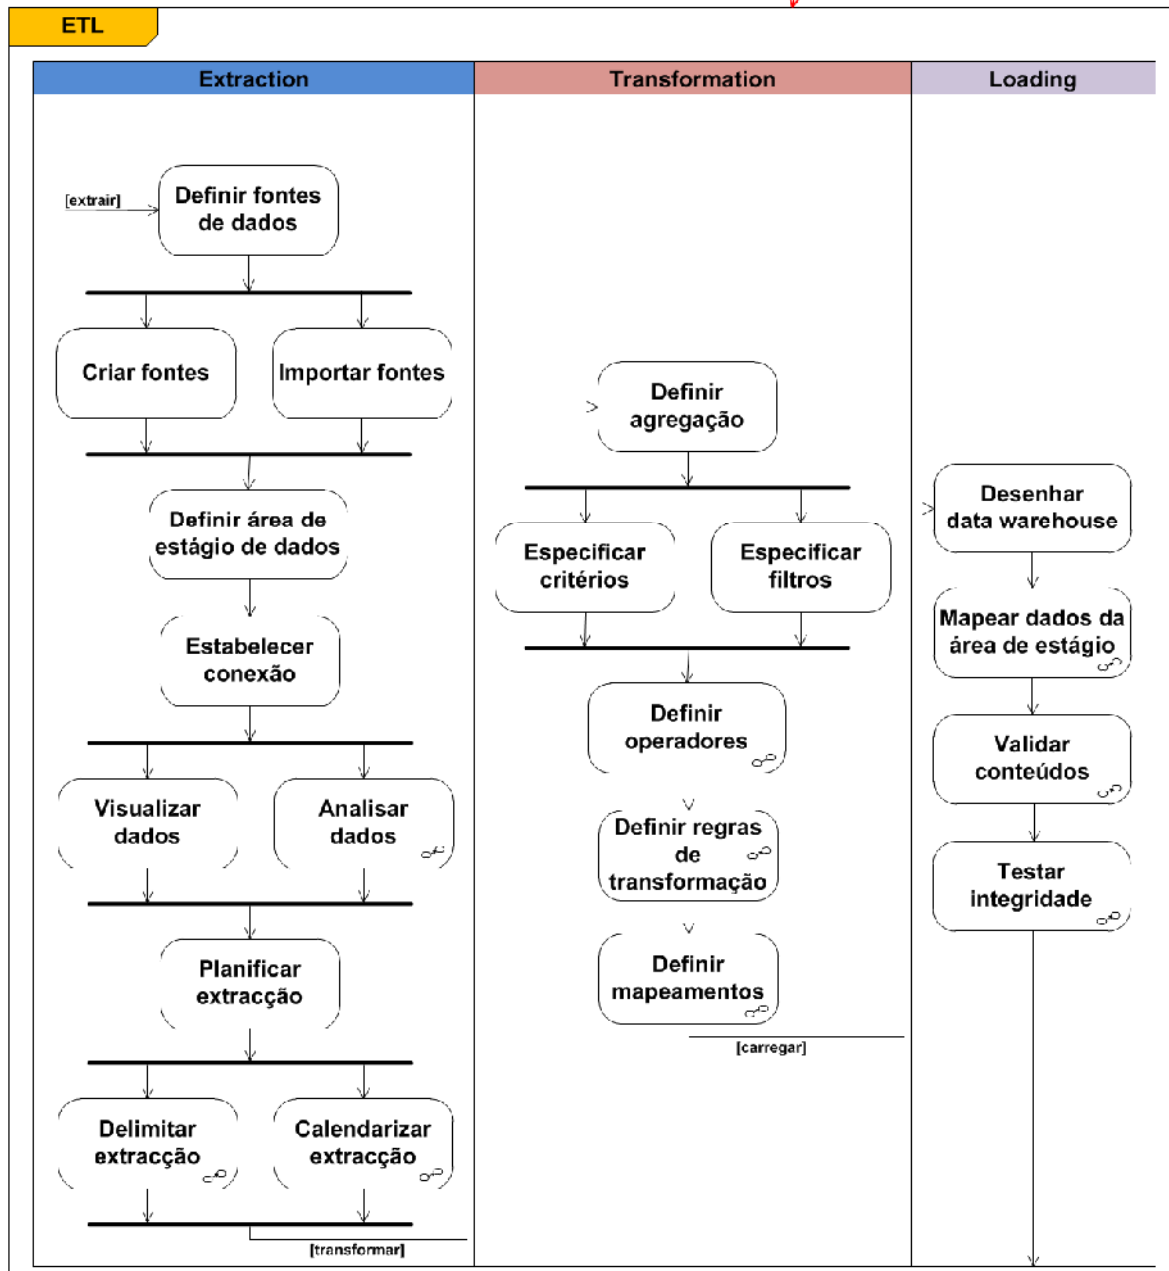 ETL
Extraction
Transformation
Loading
[extrair]
Definir fontes
de dados
Criar fontes
Importar fontes
Definir área de
estágio de dados
Estabelecer
conexão
Visualizar
dados
Analisar
dados
Planificar
extracção
Delimitar
extracção
Calendarizar
extracção
[transformar]
Definir
agregação
Especificar
critérios
Especificar
filtros
Definir
operadores
Definir regras
de
transformação
Definir
mapeamentos
[carregar]
Desenhar
data warehouse
Mapear dados da
área de estágio
Validar
conteúdos
Testar
integridade